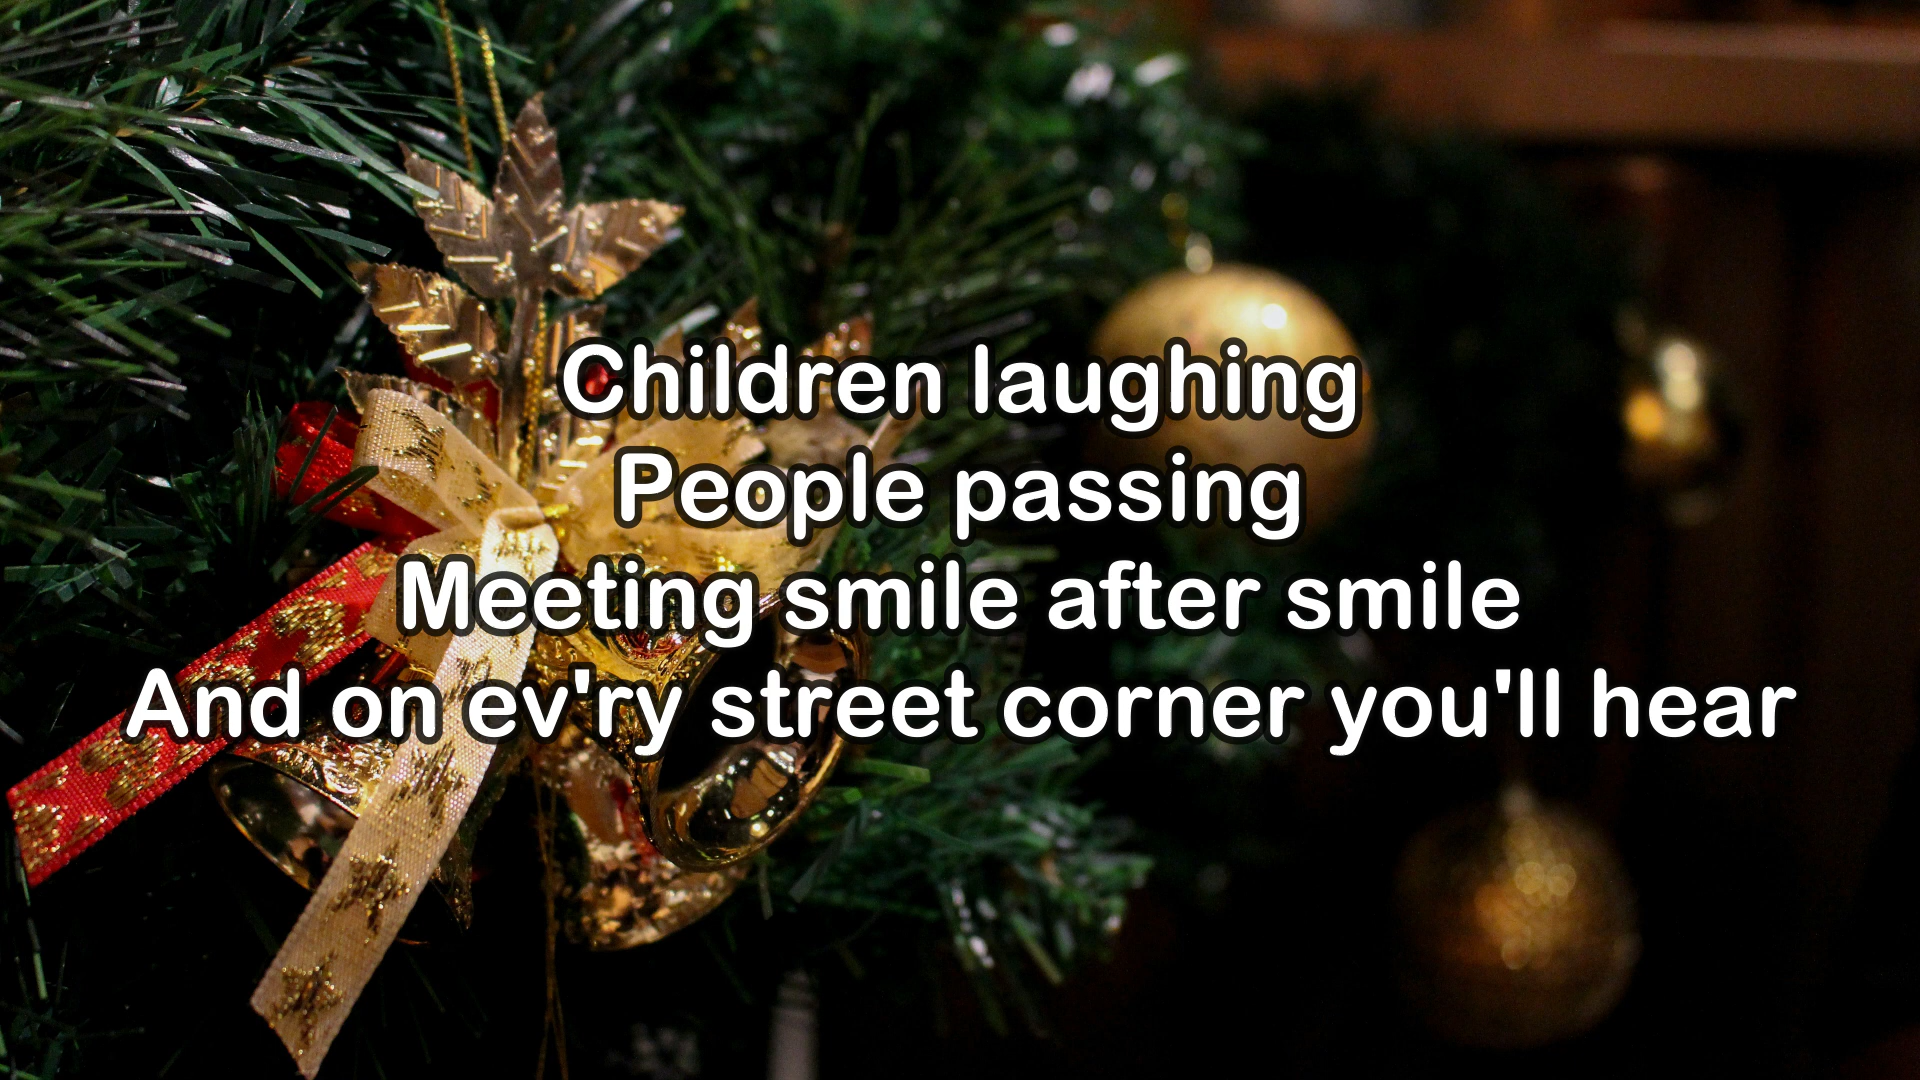 Children laughing
People passing
Meeting smile after smile
And on ev'ry street corner you'll hear